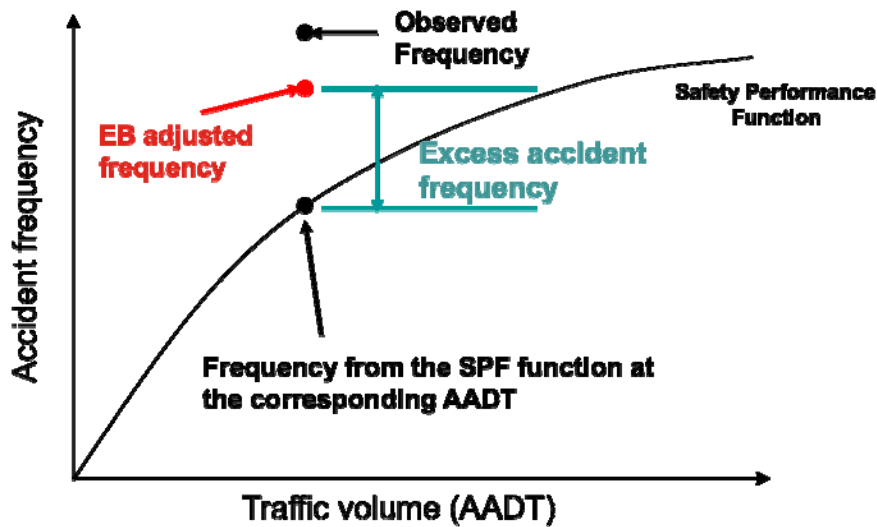 Observed
Frequency
EB adjusted
frequency
Excess accident
frequency
Safety Performance
Function
Accident frequency
Frequency from the SPF function at
the corresponding AADT
Traffic volume (AADT)